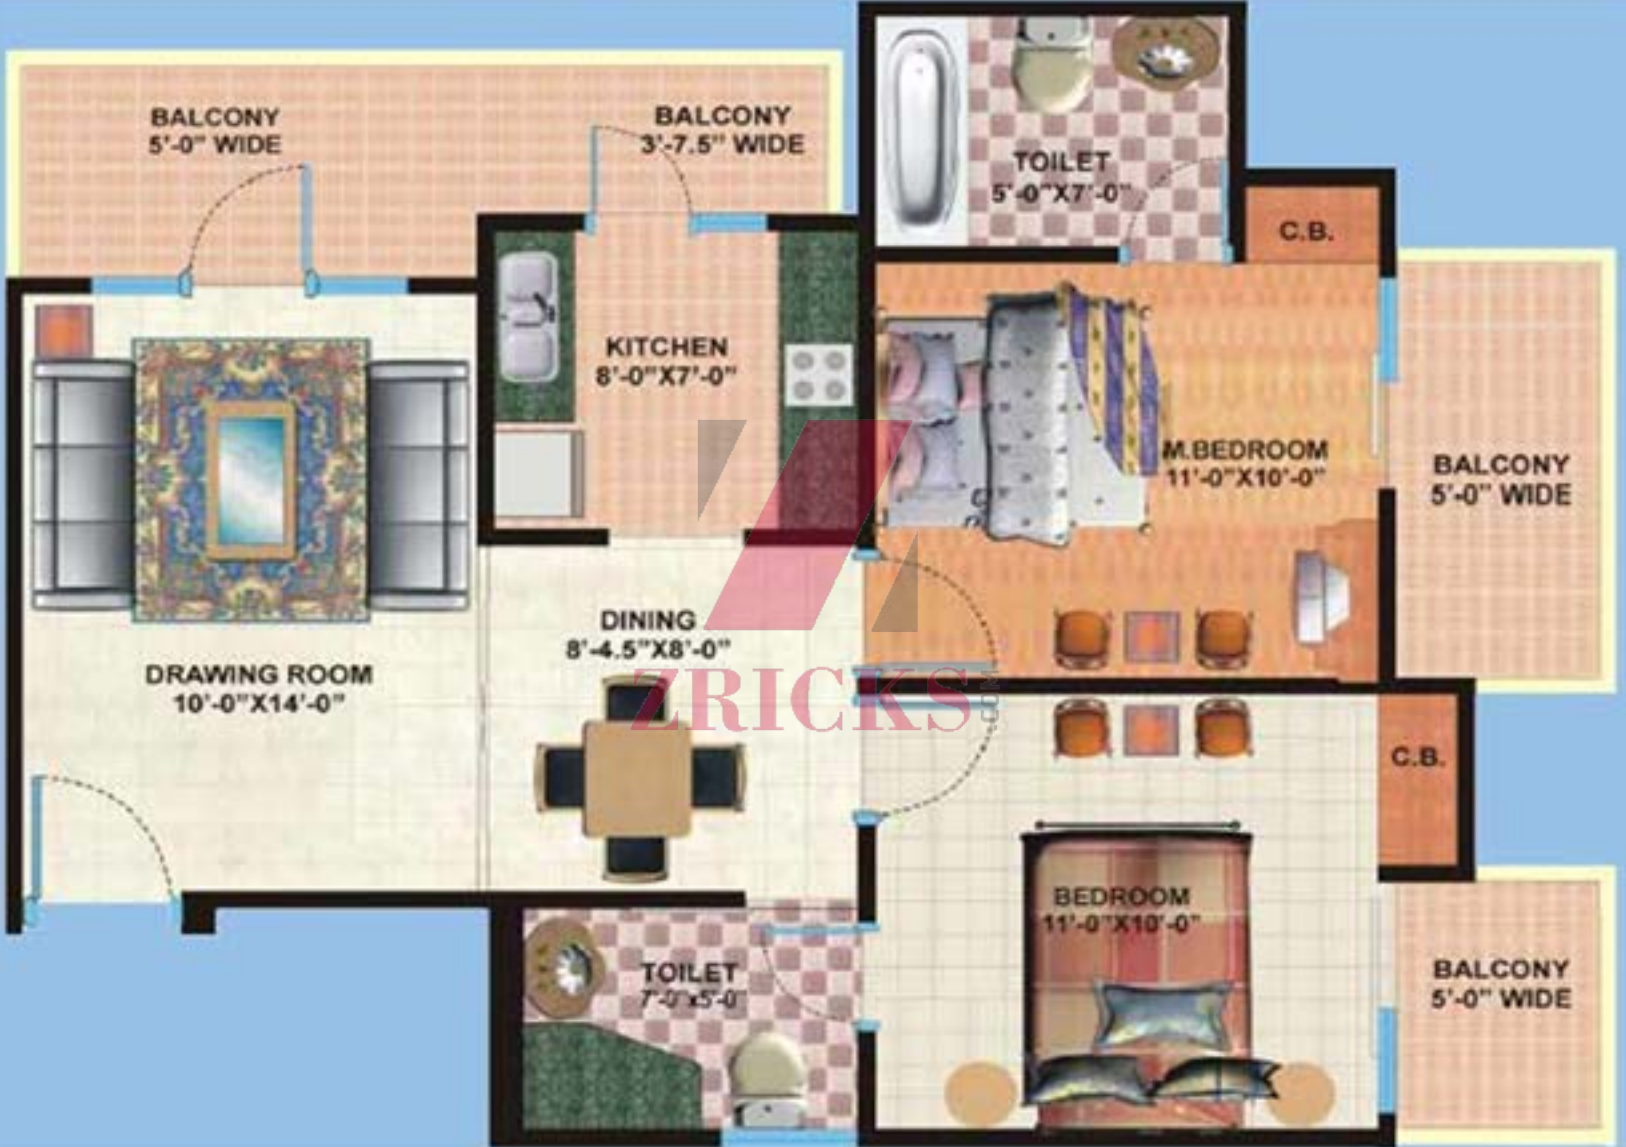 BALCONY
5'-0" WIDE
BALCONY
3'-7.5" WIDE
TOILET
5'-0"X7'-0"
C.B.
KITCHEN
8'-0"X7'-0"
M.BEDROOM
11'-0"X10'-0"
BALCONY
5'-0" WIDE
DINING
8'-4.5"X8'-0"
DRAWING ROOM
10'-0"X14'-0"
ZRICKS
.COM
C.B.
BEDROOM
11'-0"X10'-0"
TOILET
7'-0"x5'-0"
BALCONY
5'-0" WIDE